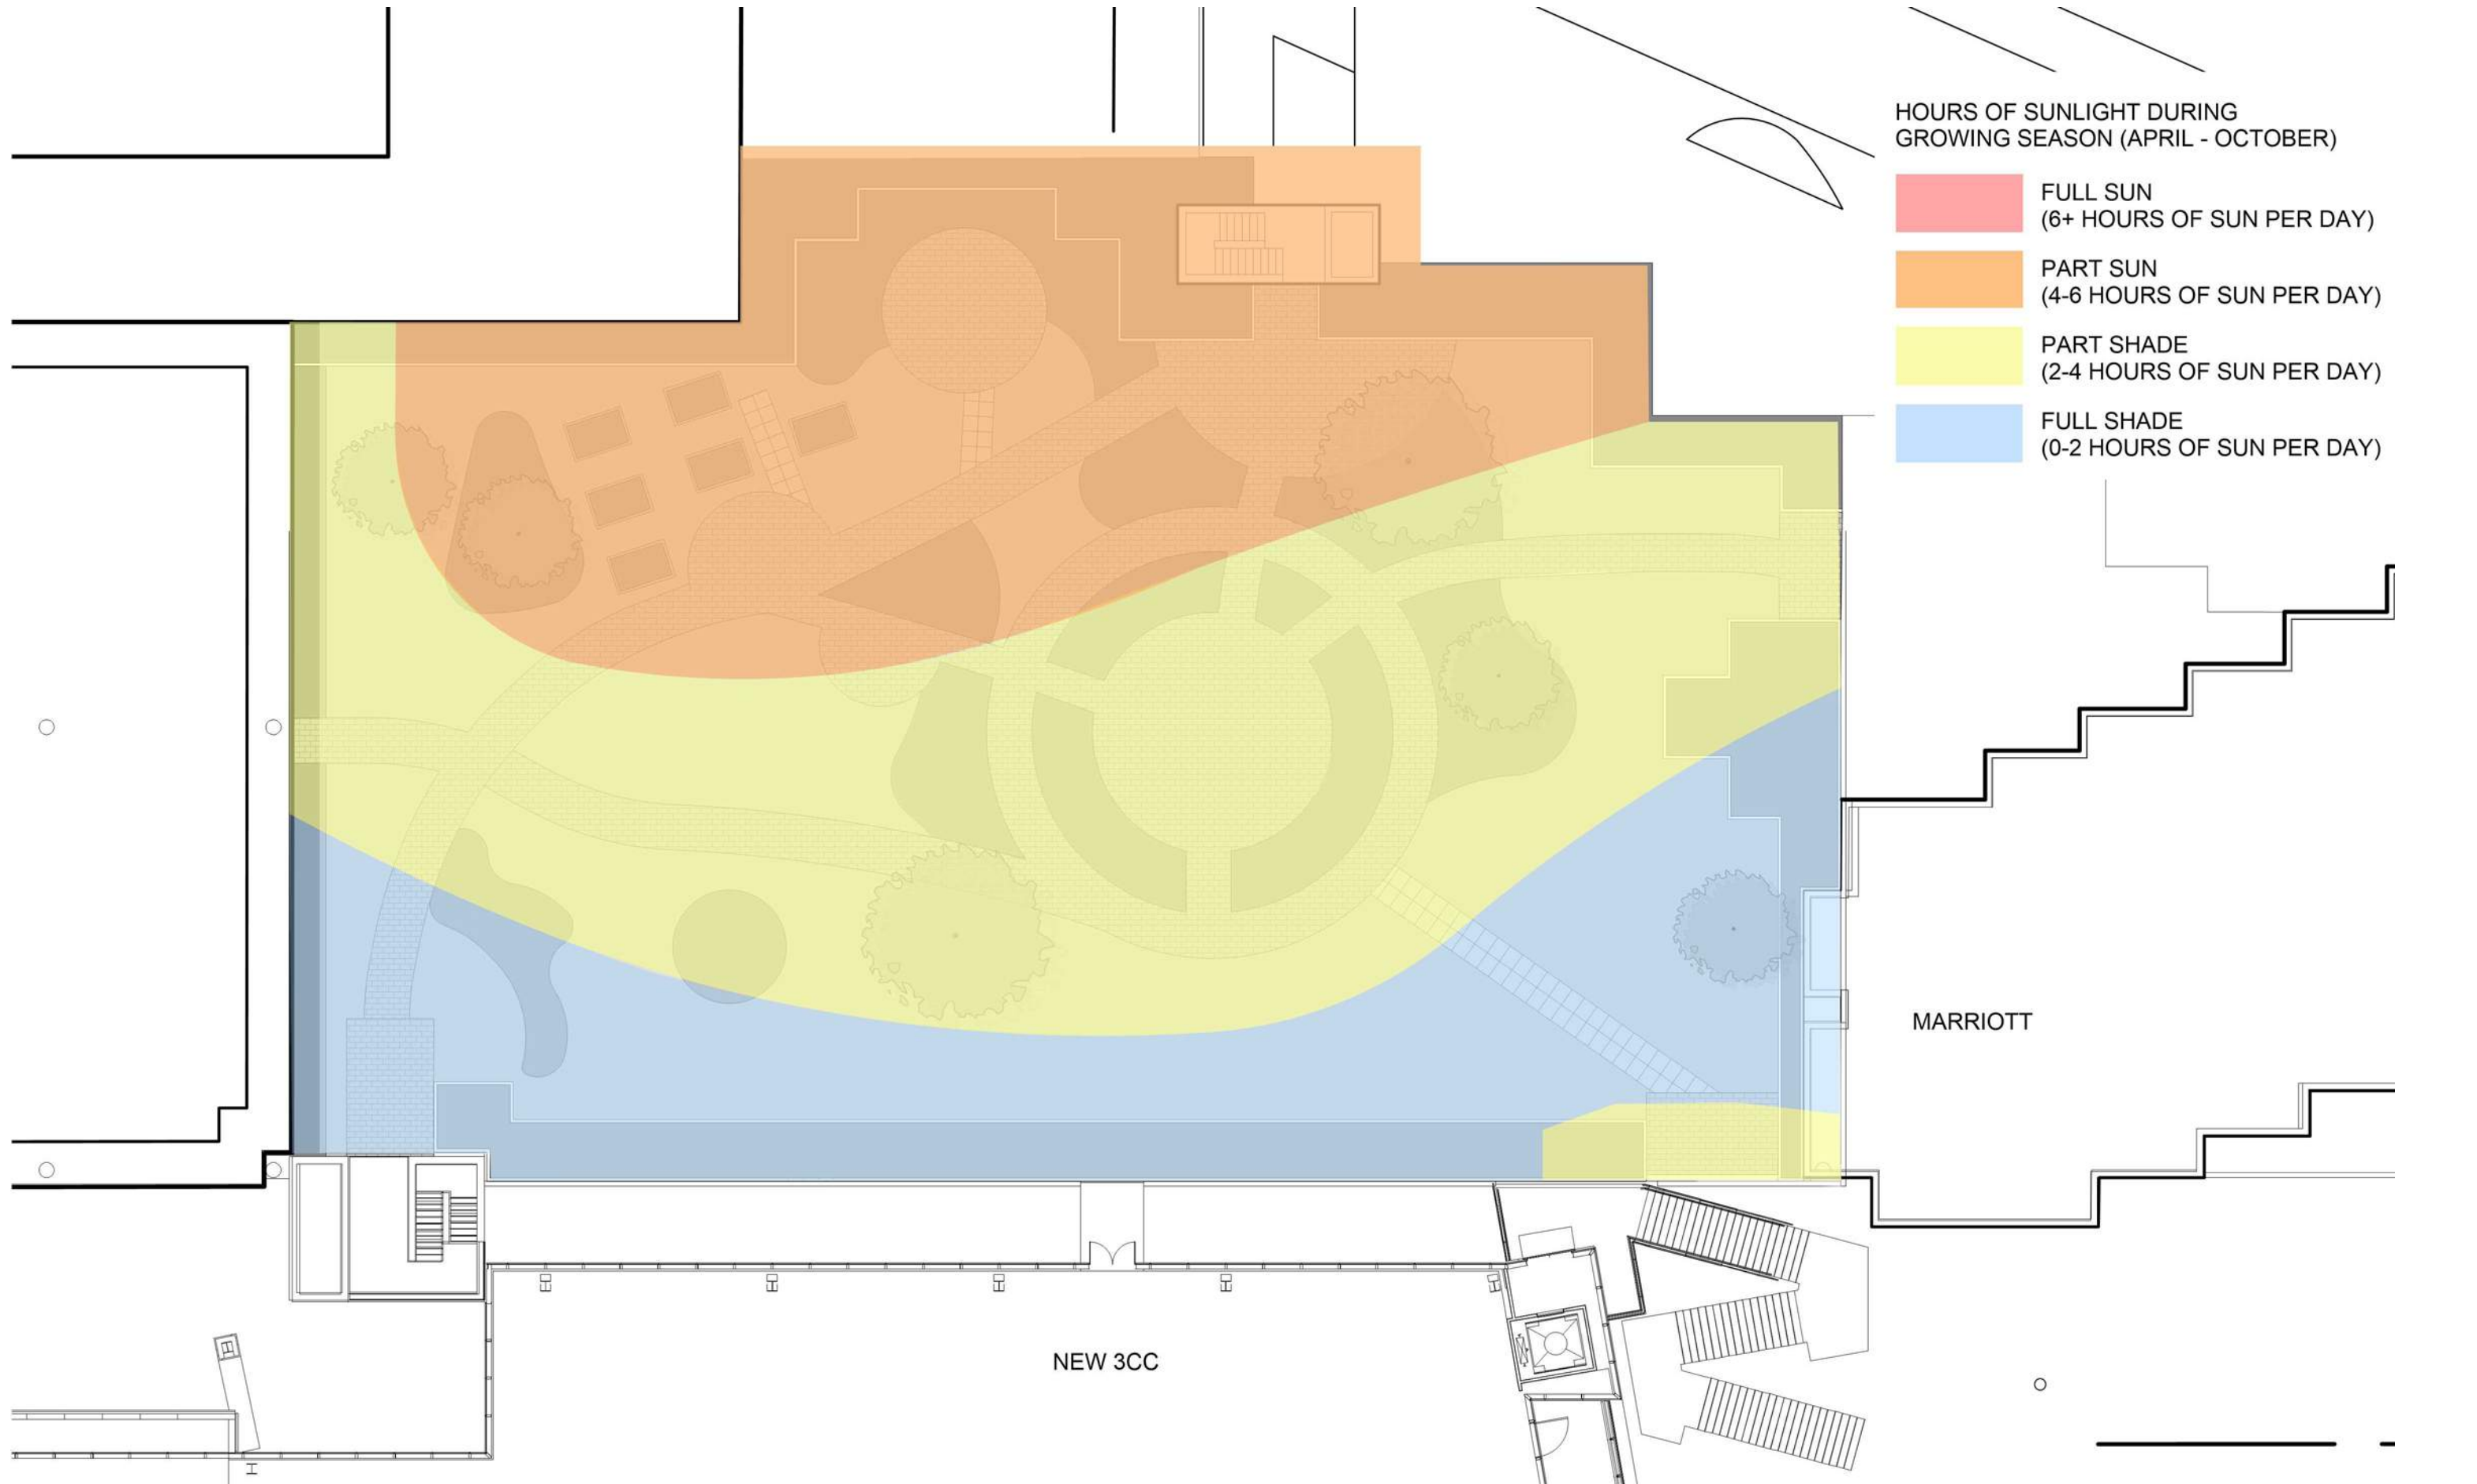 HOURS OF SUNLIGHT DURING
GROWING SEASON (APRIL - OCTOBER)
FULL SUN
(6+ HOURS OF SUN PER DAY)
PART SUN
(4-6 HOURS OF SUN PER DAY)
PART SHADE
(2-4 HOURS OF SUN PER DAY)
FULL SHADE
(0-2 HOURS OF SUN PER DAY)
MARRIOTT
NEW 3CC